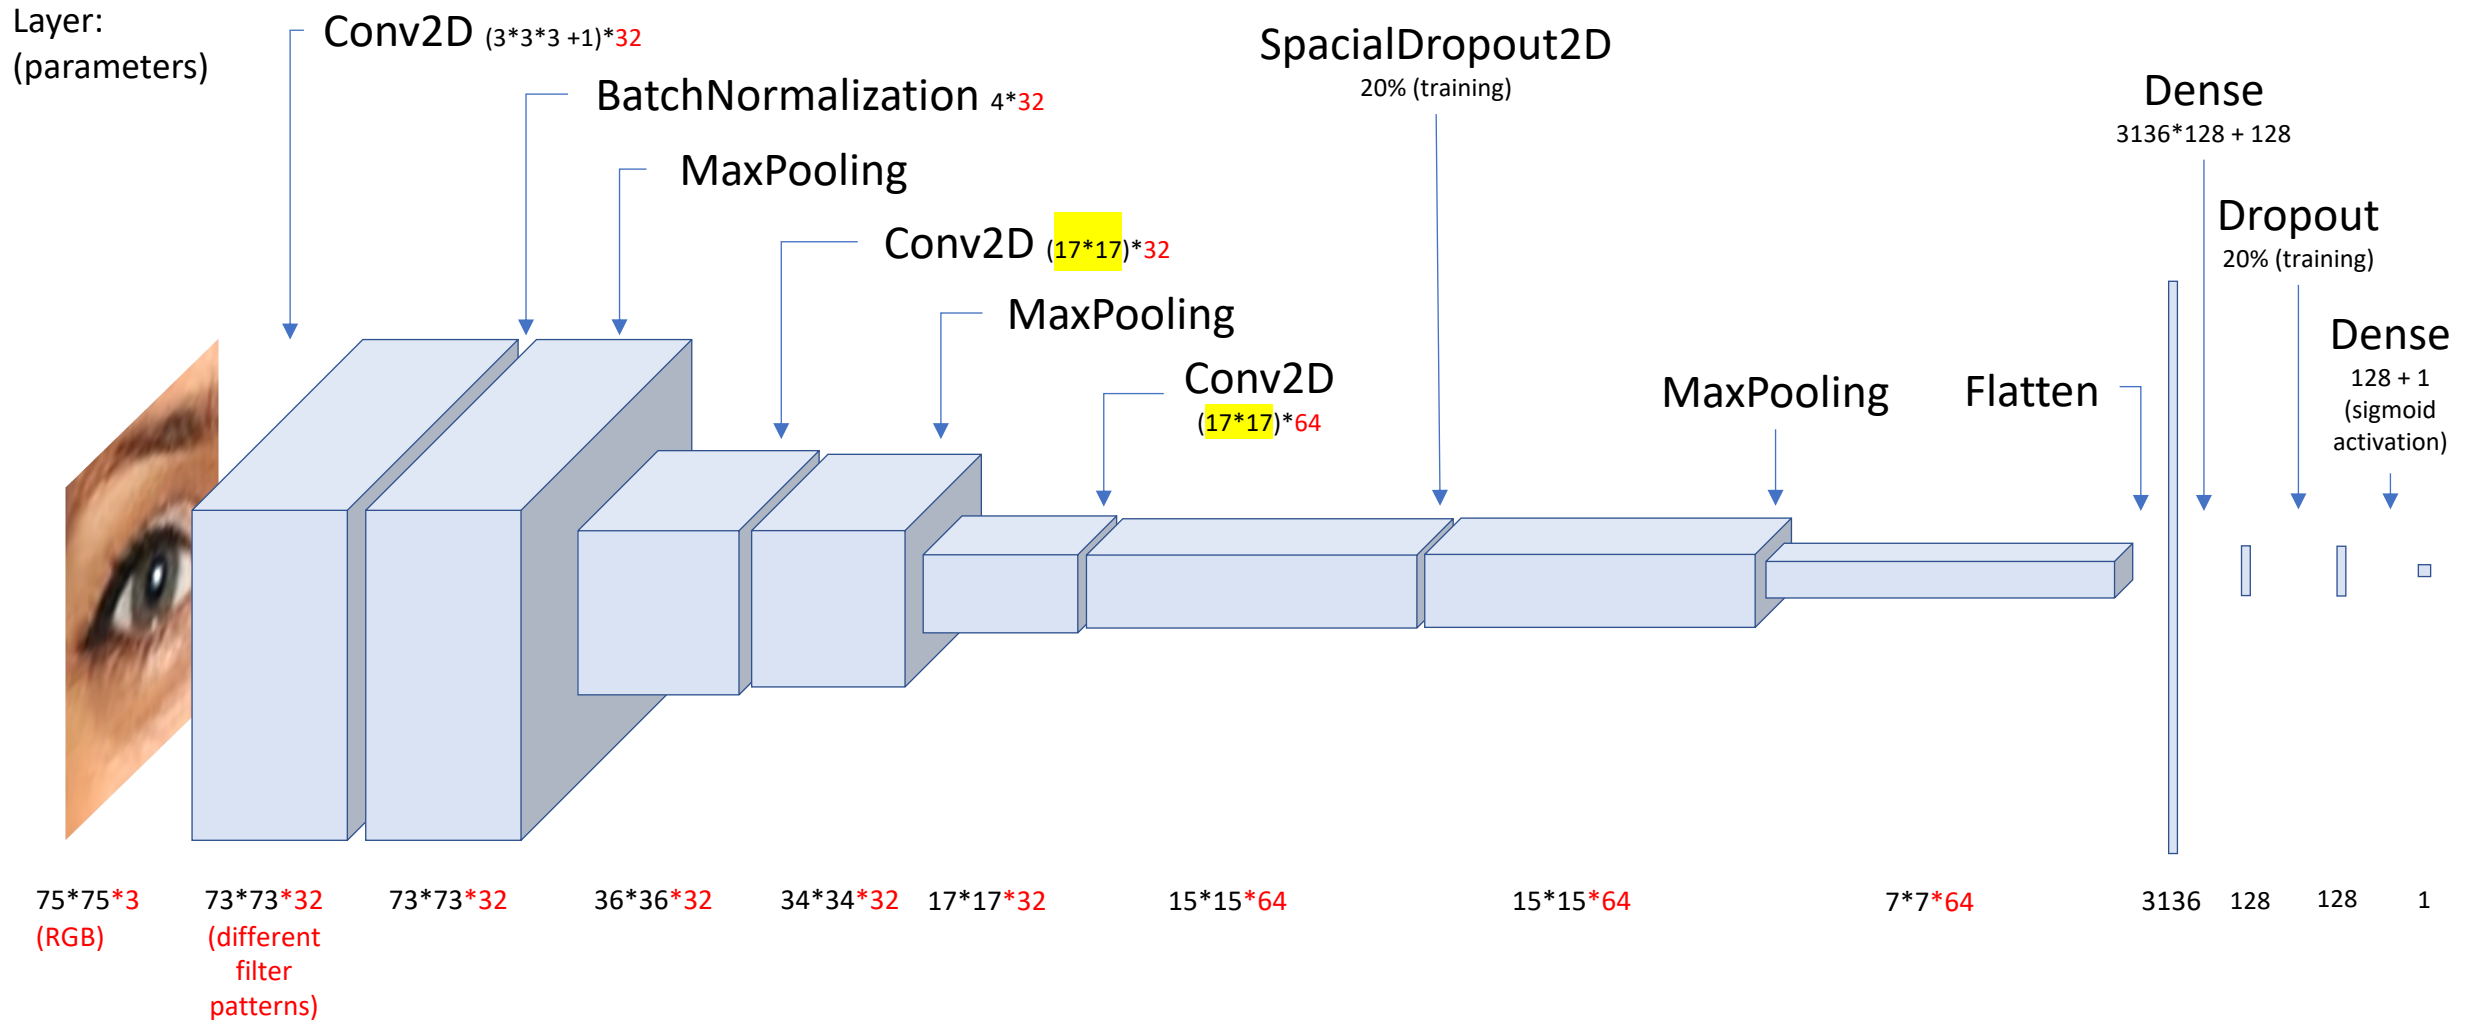 Layer:
(parameters)
Conv2D (3*3*3 +1)*32
BatchNormalization 4*32
MaxPooling
Conv2D (17*17)*32
MaxPooling
Conv2D
(17*17)*64
SpacialDropout2D
20% (training)
MaxPooling
Flatten
Dense
3136*128 + 128
Dropout
20% (training)
Dense
128 + 1
(sigmoid
activation)
75*75*3
(RGB)
73*73*32
(different
filter
patterns)
73*73*32
36*36*32
34*34*32
17*17*32
15*15*64
15*15*64
7*7*64
3136
128
128
1